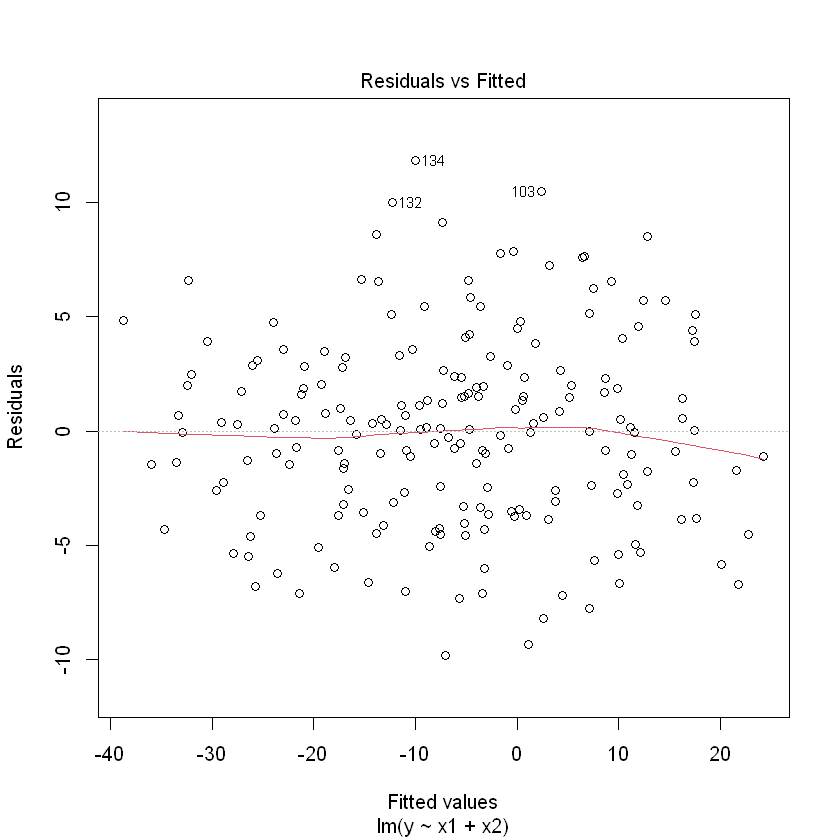 Residuals vs Fitted
134
103
132
Residuals
10
5
0
-5
-10
-40 -30 -20 -10 0 10 20
Fitted values
lm(y ~ x1 + x2)